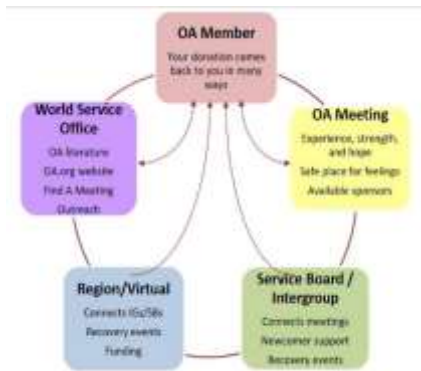 OA Member
Your donation comes
back to you in many
ways
World Service
Office
OA literature
OA.org website
Find A Meeting
Outreach
OA Meeting
Experience, strength,
and hope
Safe place for feelings
Available sponsors
Region/Virtual
Connects IGs/SBs
Recovery events
Funding
Service Board /
Intergroup
Connects meetings
Newcomer support
Recovery events